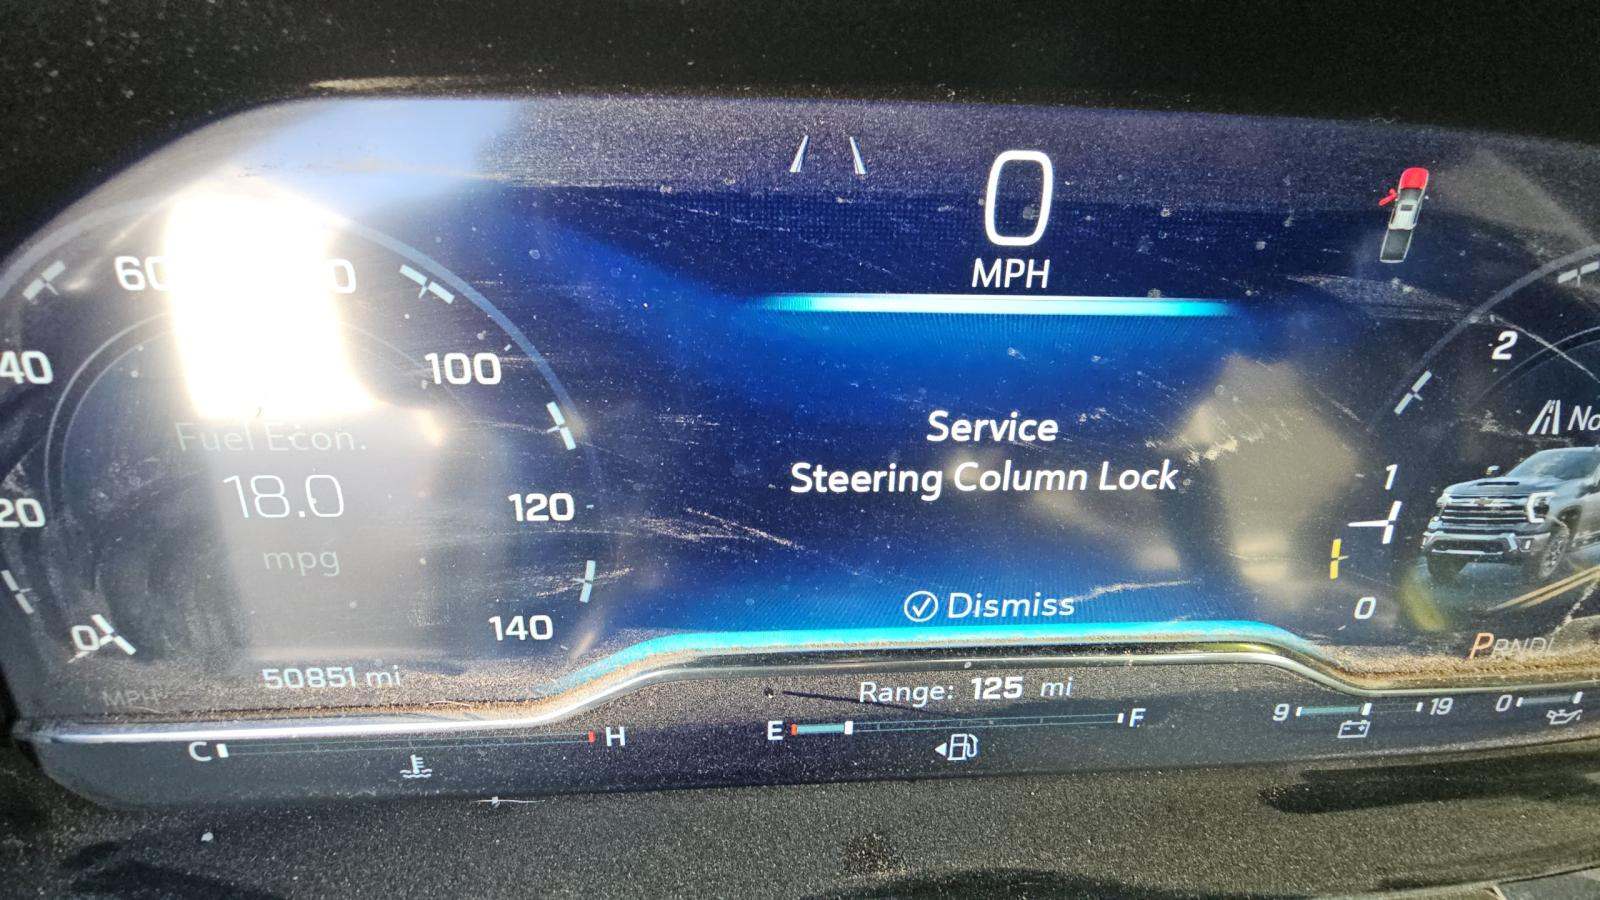 0
MPH
100
2
40
No
Fuel Econ.
Service
Steering Column Lock
1
18.0
20
120
mpg
Dismiss
0
0
140
PRNDL
50851 mi
MPH
Range: 125 mi
9
19
0
C
H
E
F